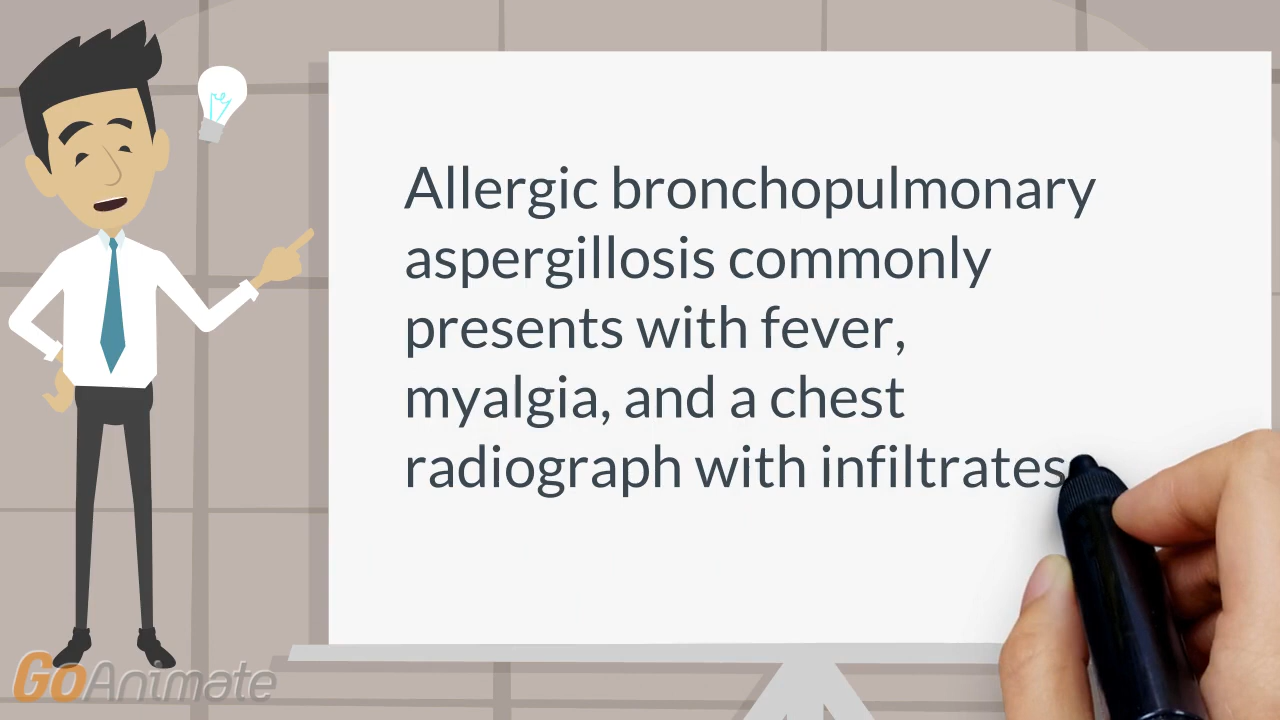 Allergic bronchopulmonary
aspergillosis commonly
presents with fever,
myalgia, and a chest
radiograph with infiltrates
GoAnimate